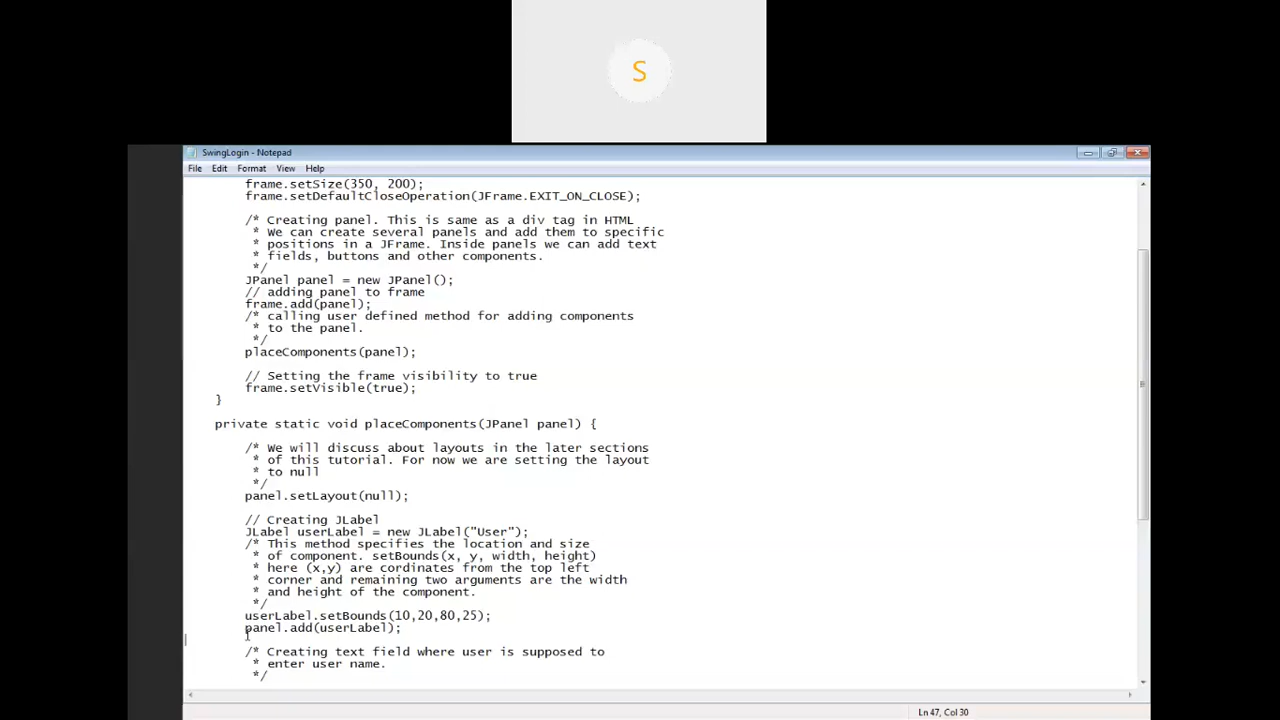 S
SwingLogin - Notepad
File Edit Format View Help
frame.setSize(350, 200);
frame.setDefaultCloseOperation(JFrame.EXIT_ON_CLOSE);
/* Creating panel. This is same as a div tag in HTML
* We can create several panels and add them to specific
* positions in a JFrame. Inside panels we can add text
* fields, buttons and other components.
*/
JPanel panel = new JPanel();
// adding panel to frame
frame.add(panel);
/* calling user defined method for adding components
* to the panel.
*/
placeComponents(panel);
// Setting the frame visibility to true
frame.setVisible(true);
}
private static void placeComponents(JPanel panel) {
/* We will discuss about layouts in the later sections
* of this tutorial. For now we are setting the layout
* to null
*/
panel.setLayout(null);
// Creating JLabel
JLabel userLabel = new JLabel("User");
/* This method specifies the location and size
* of component. setBounds(x, y, width, height)
* here (x,y) are cordinates from the top left
* corner and remaining two arguments are the width
* and height of the component.
*/
userLabel.setBounds(10,20,80,25);
panel.add(userLabel);
/* Creating text field where user is supposed to
* enter user name.
*/
Ln 47, Col 30